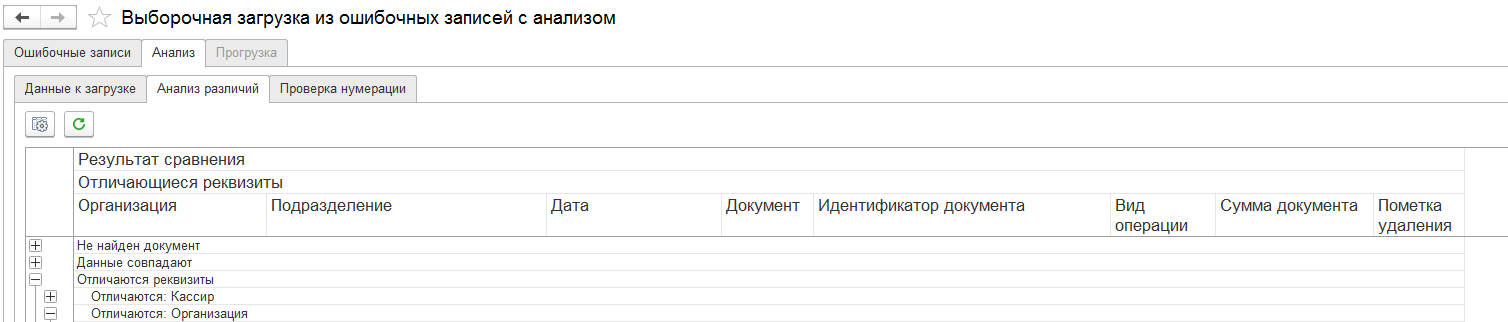 Выборочная загрузка из ошибочных записей с анализом
Ошибочные записи Анализ Прогрузка
Данные к загрузке Анализ различий Проверка нумерации
Результат сравнения
Отличающиеся реквизиты
Организация Подразделение Дата Документ Идентификатор документа Вид операции Сумма документа Пометка удаления
Не найден документ
Данные совпадают
Отличаются реквизиты
Отличаются: Кассир
Отличаются: Организация